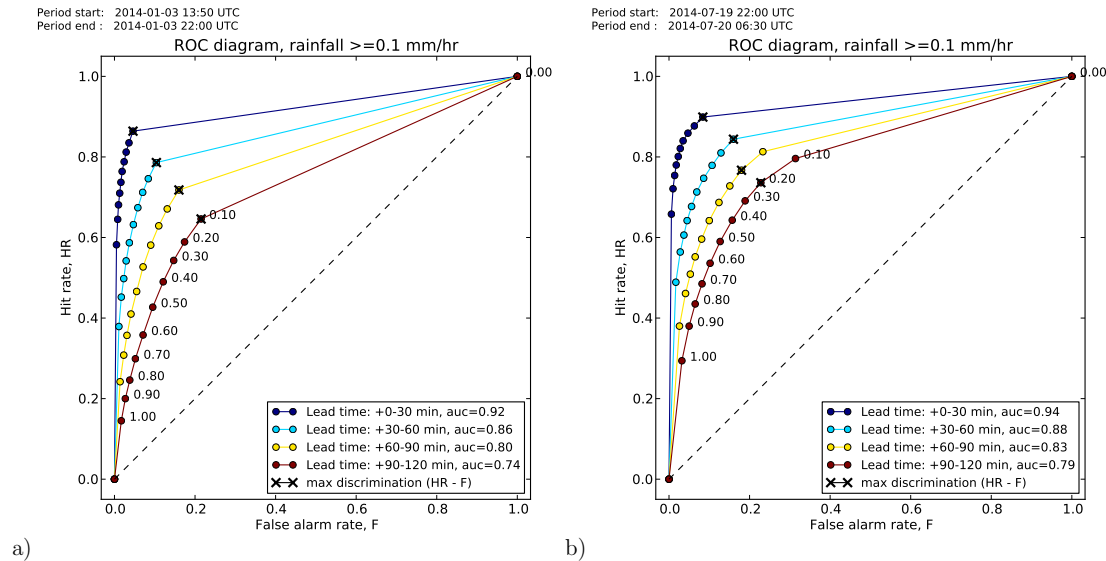 Period start: 2014-01-03 13:50 UTC
Period end : 2014-01-03 22:00 UTC
ROC diagram, rainfall >=0.1 mm/hr
1.0
0.8
0.6
0.4
0.2
0.0
Hit rate, HR
0.00
0.10
0.20
0.30
0.40
0.50
0.60
0.70
0.80
0.90
1.00
Lead time: +0-30 min, auc=0.92
Lead time: +30-60 min, auc=0.86
Lead time: +60-90 min, auc=0.80
Lead time: +90-120 min, auc=0.74
max discrimination (HR - F)
0.0
0.2
0.4
0.6
0.8
1.0
False alarm rate, F
a)
Period start: 2014-07-19 22:00 UTC
Period end : 2014-07-20 06:30 UTC
ROC diagram, rainfall >=0.1 mm/hr
1.0
0.8
0.6
0.4
0.2
0.0
Hit rate, HR
0.00
0.10
0.20
0.30
0.40
0.50
0.60
0.70
0.80
0.90
1.00
Lead time: +0-30 min, auc=0.94
Lead time: +30-60 min, auc=0.88
Lead time: +60-90 min, auc=0.83
Lead time: +90-120 min, auc=0.79
max discrimination (HR - F)
0.0
0.2
0.4
0.6
0.8
1.0
False alarm rate, F
b)